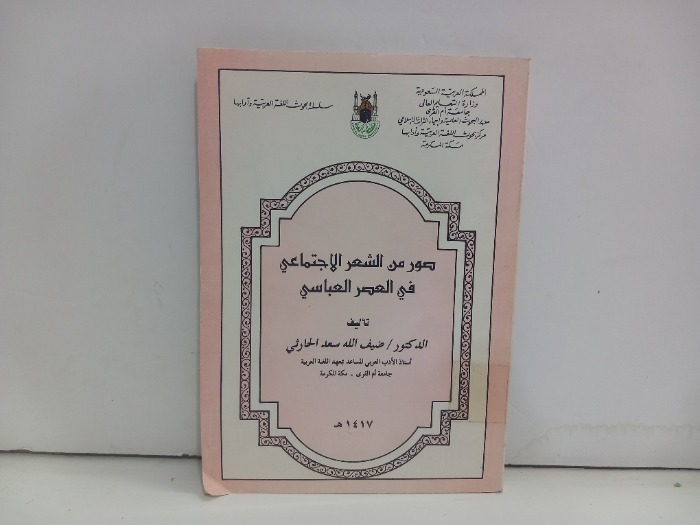 المملكة العربية السعودية
وزارة التعليم العالي
جامعة أم القرى
معهد البحوث العلمية وإحياء التراث الإسلامي
مركز بحوث اللغة العربية وآدابها
مكة المكرمة
سلسلة بحوث اللغة العربية وآدابها
صور من الشعر الاجتماعي
في العصر العباسي
تأليف
الدكتور / ضيف الله سعد الحارثي
أستاذ الأدب العربي المساعد بمعهد اللغة العربية
جامعة أم القرى - مكة المكرمة
١٤١٧ هـ